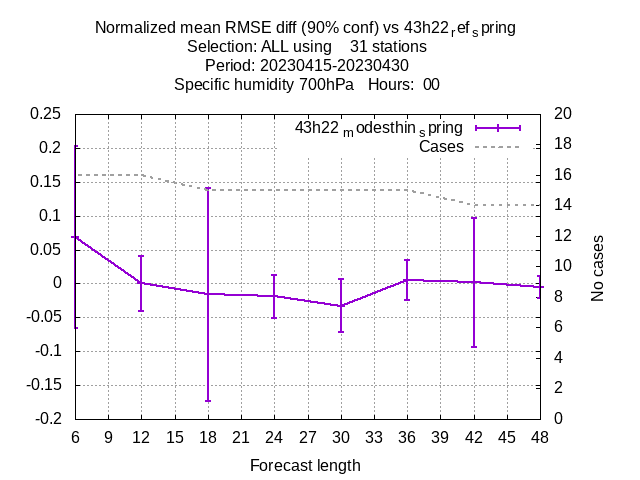 Normalized mean RMSE diff (90% conf) vs 43h22refspring
Selection: ALL using 31 stations
Period: 20230415-20230430
Specific humidity 700hPa Hours: 00
43h22modesthinspring
Cases
0.25
0.2
0.15
0.1
0.05
0
-0.05
-0.1
-0.15
-0.2
20
18
16
14
12
10
8
6
4
2
0
No cases
6 9 12 15 18 21 24 27 30 33 36 39 42 45 48
Forecast length